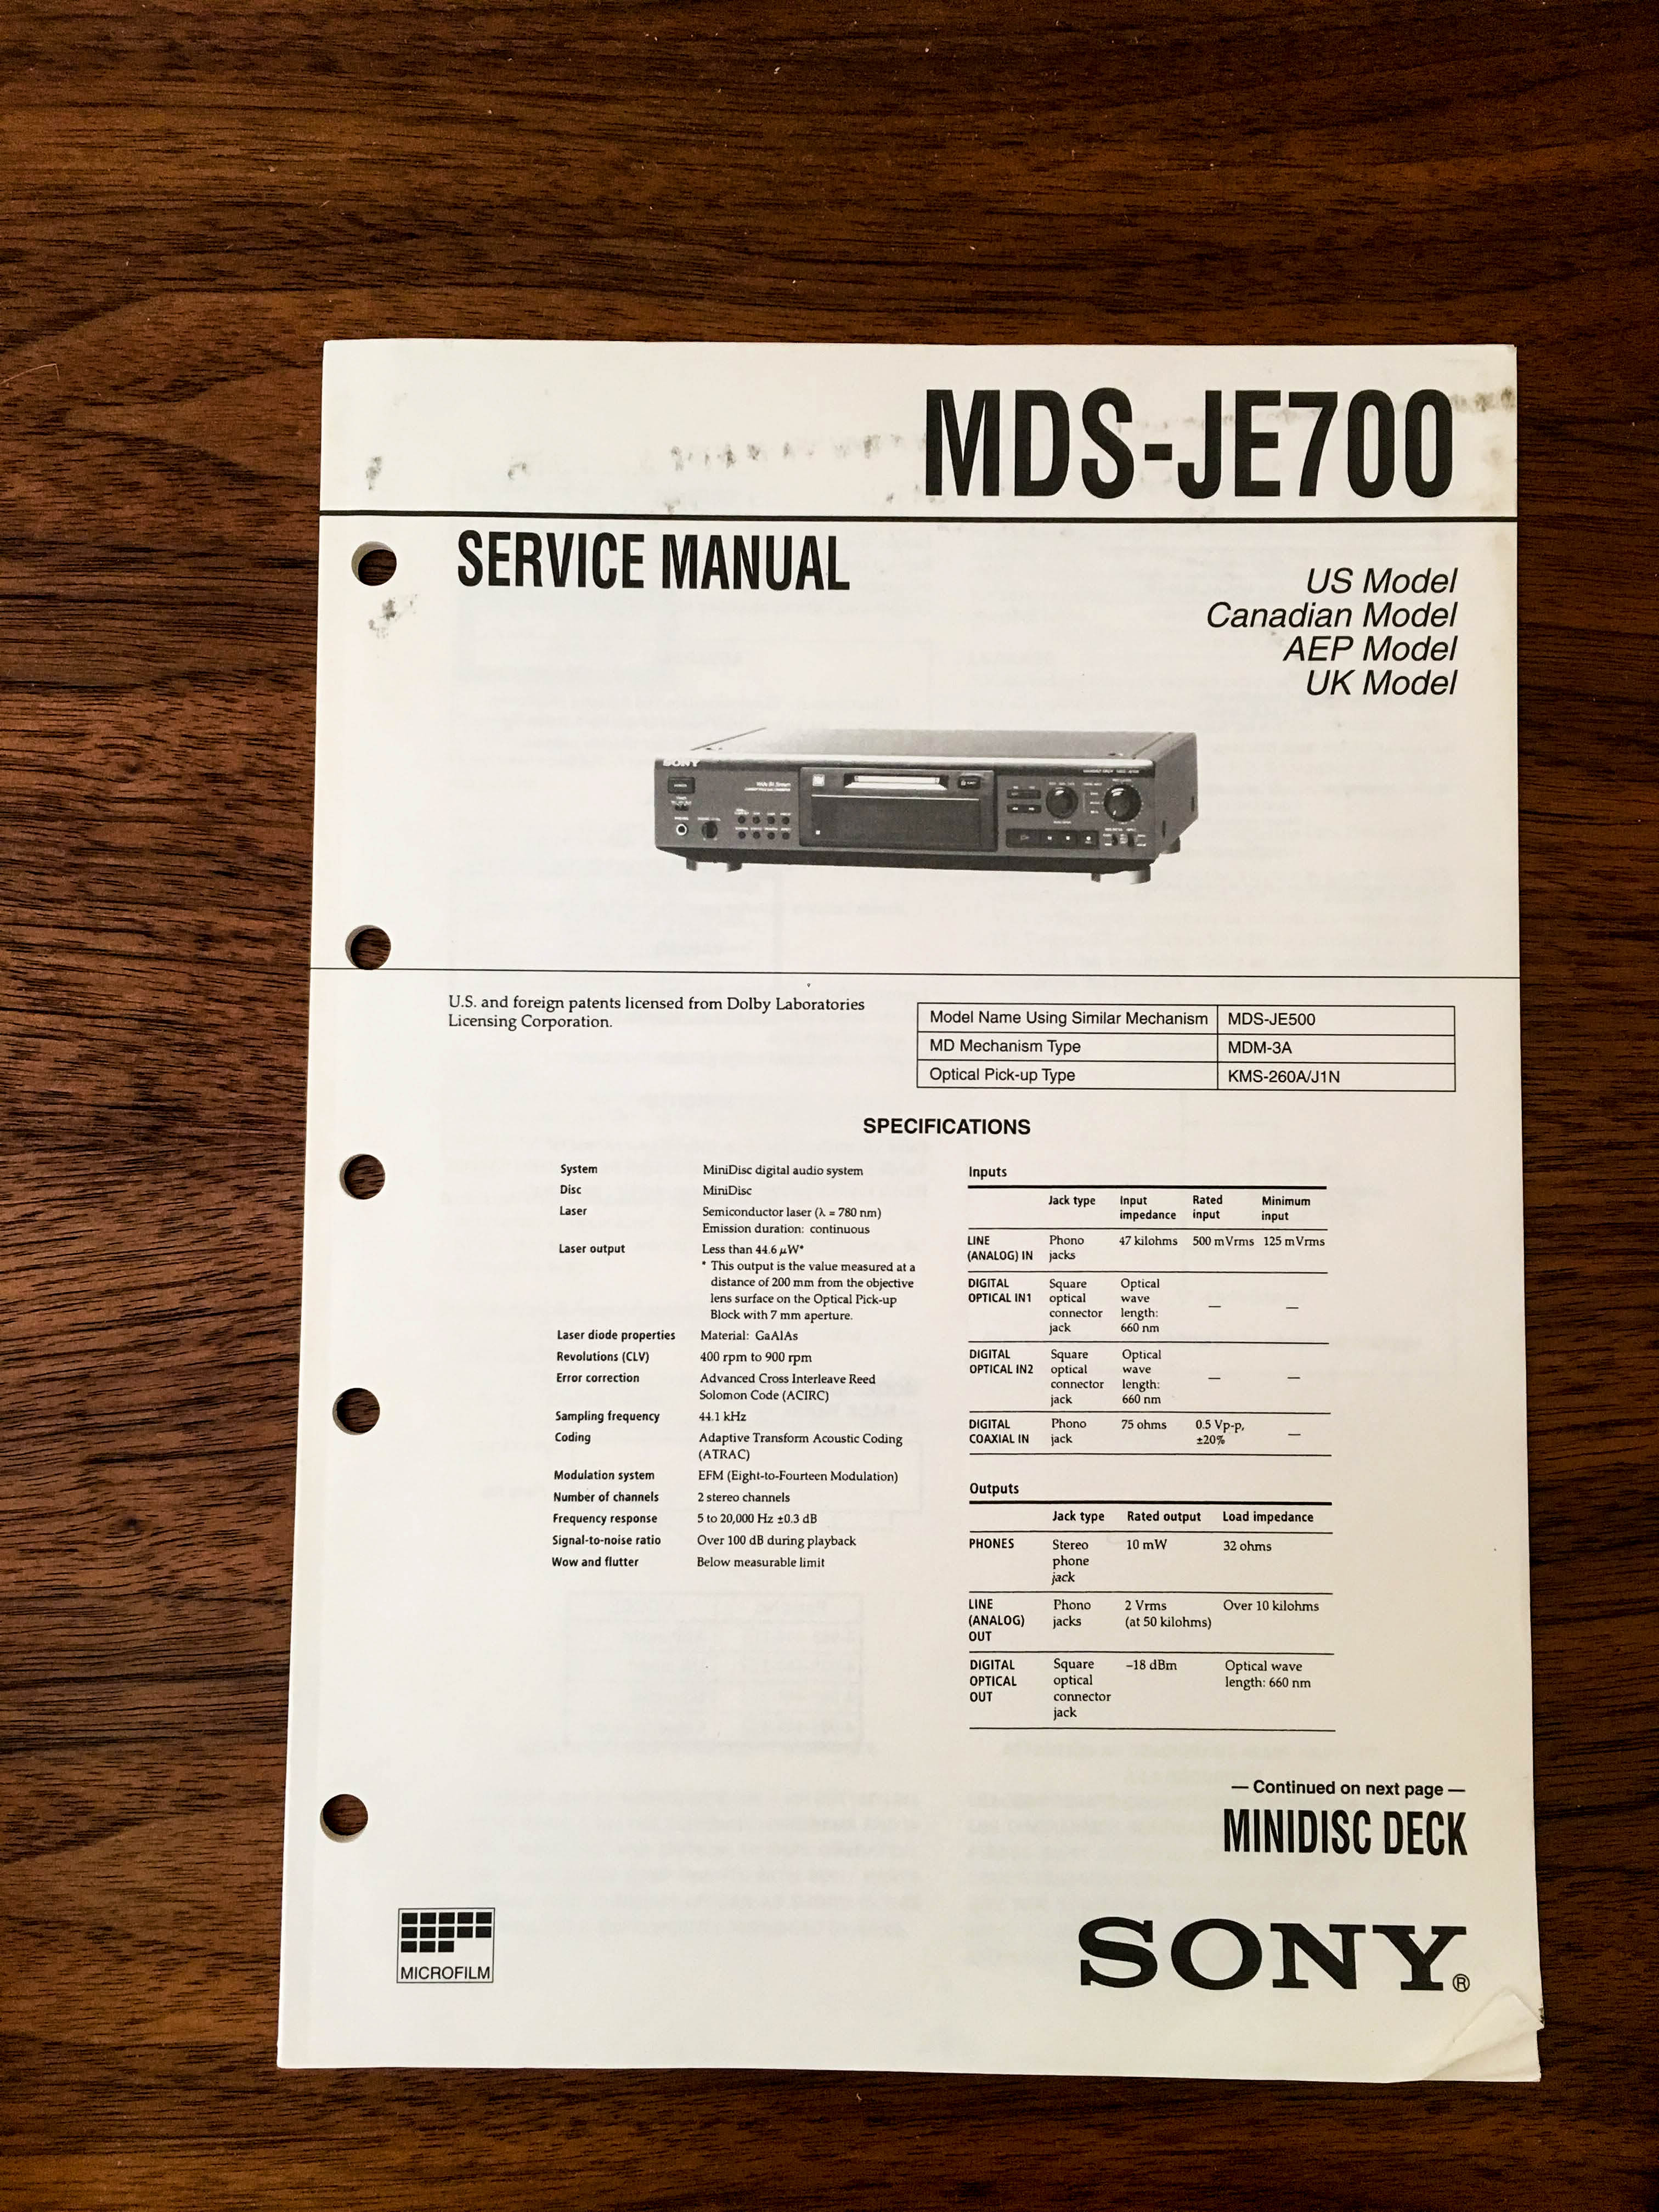 MDS-JE700
SERVICE MANUAL
US Model
Canadian Model
AEP Model
UK Model
SONY
U.S. and foreign patents licensed from Dolby Laboratories
Licensing Corporation.
Model Name Using Similar Mechanism MDS-JE500
MD Mechanism Type MDM-3A
Optical Pick-up Type KMS-260A/J1N
SPECIFICATIONS
System MiniDisc digital audio system
Disc MiniDisc
Laser Semiconductor laser (λ = 780 nm)
Emission duration: continuous
Laser output Less than 44.6 µW*
* This output is the value measured at a
distance of 200 mm from the objective
lens surface on the Optical Pick-up
Block with 7 mm aperture.
Laser diode properties Material: GaAlAs
Revolutions (CLV) 400 rpm to 900 rpm
Error correction Advanced Cross Interleave Reed
Solomon Code (ACIRC)
Sampling frequency 44.1 kHz
Coding Adaptive Transform Acoustic Coding
(ATRAC)
Modulation system EFM (Eight-to-Fourteen Modulation)
Number of channels 2 stereo channels
Frequency response 5 to 20,000 Hz ±0.3 dB
Signal-to-noise ratio Over 100 dB during playback
Wow and flutter Below measurable limit
Inputs
Jack type Input Rated Minimum
impedance input input
LINE Phono 47 kilohms 500 mVrms 125 mVrms
(ANALOG) IN jacks
DIGITAL Square Optical
OPTICAL IN1 optical wave — —
connector length:
jack 660 nm
DIGITAL Square Optical
OPTICAL IN2 optical wave — —
connector length:
jack 660 nm
DIGITAL Phono 75 ohms 0.5 Vp-p, —
COAXIAL IN jack ±20%
Outputs
Jack type Rated output Load impedance
PHONES Stereo 10 mW 32 ohms
phone
jack
LINE Phono 2 Vrms Over 10 kilohms
(ANALOG) jacks (at 50 kilohms)
OUT
DIGITAL Square –18 dBm Optical wave
OPTICAL optical length: 660 nm
OUT connector
jack
— Continued on next page —
MINIDISC DECK
MICROFILM
SONY®